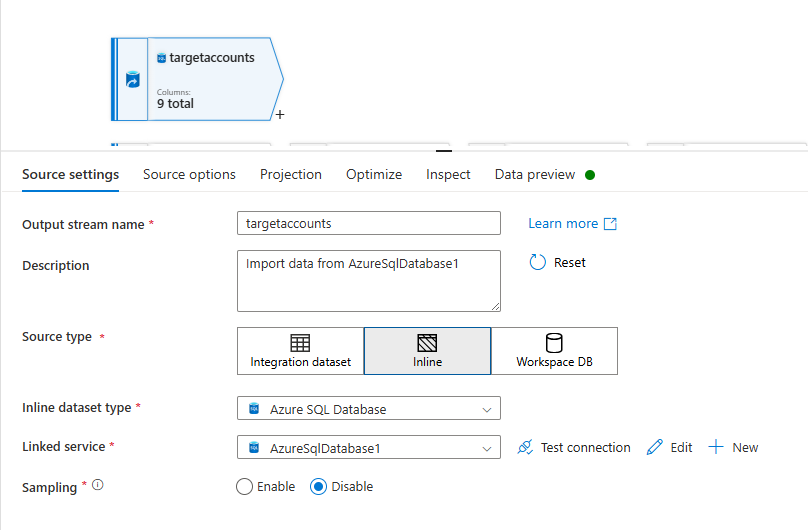 targetaccounts
Columns:
9 total
+
Source settings Source options Projection Optimize Inspect Data preview
Output stream name * targetaccounts Learn more
Description Import data from AzureSqlDatabase1 Reset
Source type * Integration dataset Inline Workspace DB
Inline dataset type * Azure SQL Database
Linked service * AzureSqlDatabase1 Test connection Edit New
Sampling * Enable Disable